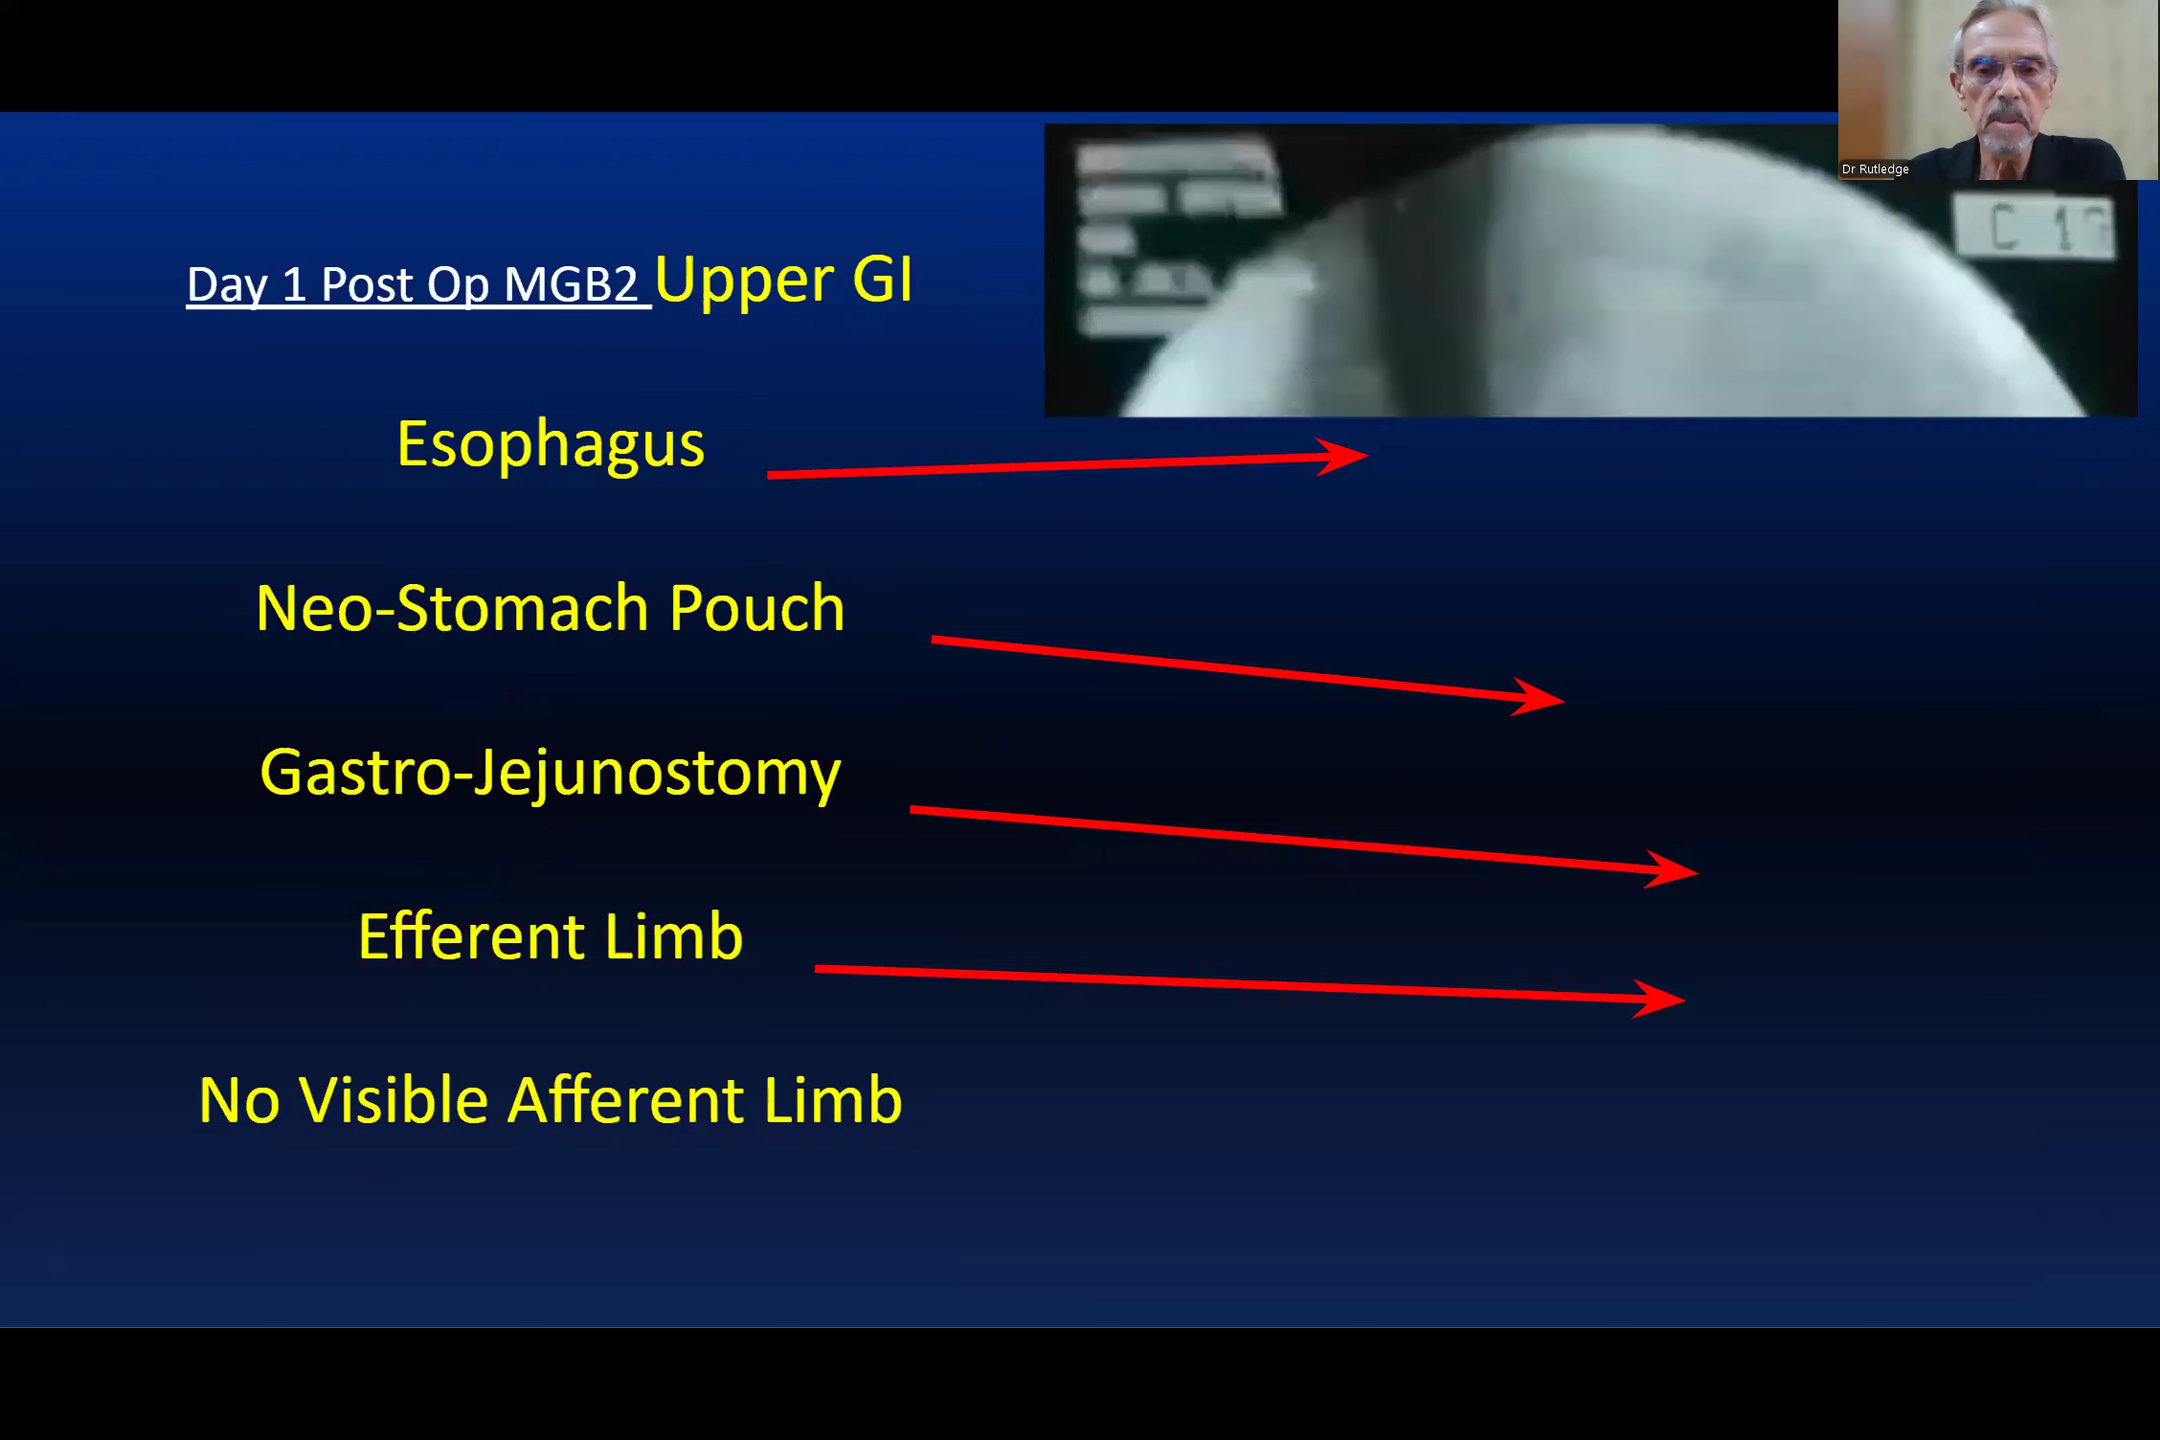 Dr Rutledge
Day 1 Post Op MGB2 Upper GI
Esophagus
Neo-Stomach Pouch
Gastro-Jejunostomy
Efferent Limb
No Visible Afferent Limb